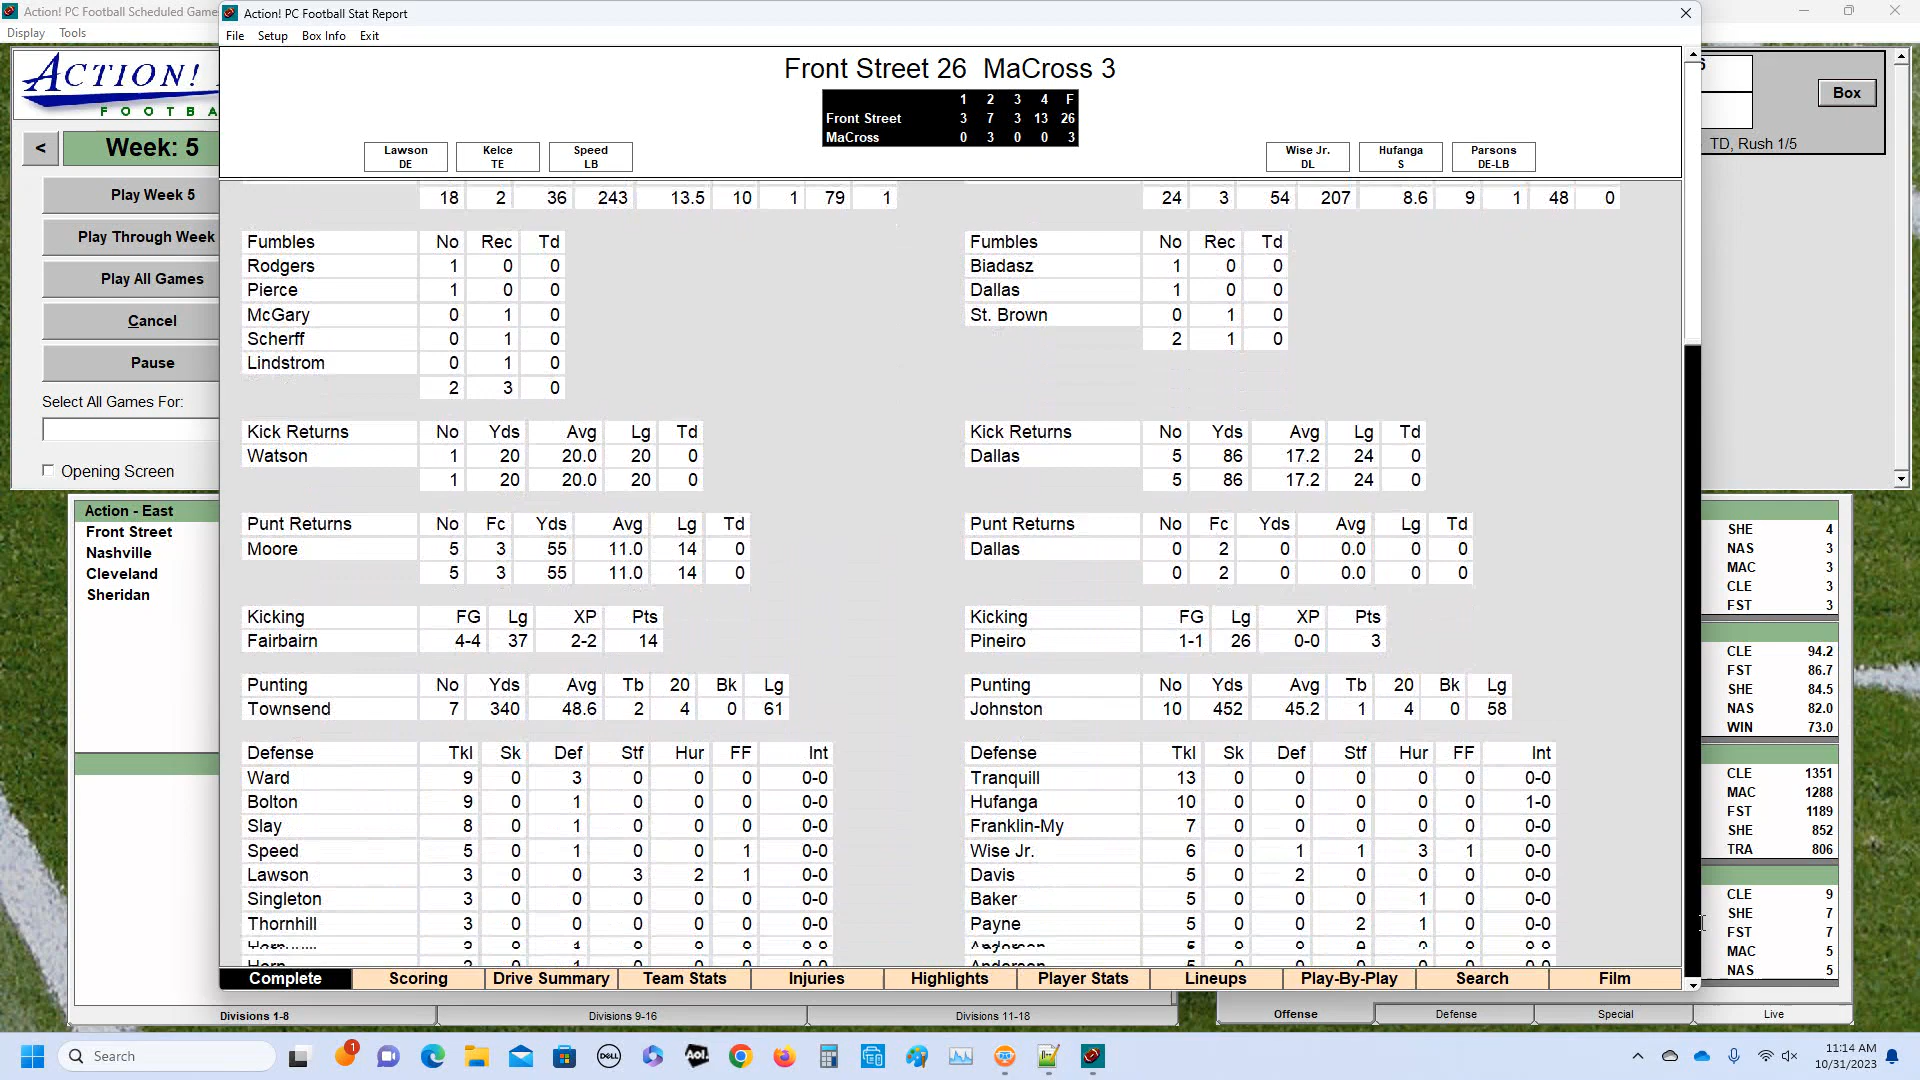 Action! PC Football Scheduled Game
Display Tools
ACTION!
FOOTBA
<
Week: 5
Play Week 5
Play Through Week
Play All Games
Cancel
Pause
Select All Games For:
Opening Screen
Action - East
Front Street
Nashville
Cleveland
Sheridan
Action! PC Football Stat Report
File Setup Box Info Exit
Front Street 26 MaCross 3
1 2 3 4 F
Front Street 3 7 3 13 26
MaCross 0 3 0 0 3
Lawson DE
Kelce TE
Speed LB
Wise Jr. DL
Hufanga S
Parsons DE-LB
18 2 36 243 13.5 10 1 79 1
Fumbles No Rec Td
Rodgers 1 0 0
Pierce 1 0 0
McGary 0 1 0
Scherff 0 1 0
Lindstrom 0 1 0
2 3 0
Kick Returns No Yds Avg Lg Td
Watson 1 20 20.0 20 0
1 20 20.0 20 0
Punt Returns No Fc Yds Avg Lg Td
Moore 5 3 55 11.0 14 0
5 3 55 11.0 14 0
Kicking FG Lg XP Pts
Fairbairn 4-4 37 2-2 14
Punting No Yds Avg Tb 20 Bk Lg
Townsend 7 340 48.6 2 4 0 61
Defense Tkl Sk Def Stf Hur FF Int
Ward 9 0 3 0 0 0 0-0
Bolton 9 0 1 0 0 0 0-0
Slay 8 0 1 0 0 0 0-0
Speed 5 0 1 0 0 1 0-0
Lawson 3 0 0 3 2 1 0-0
Singleton 3 0 0 0 0 0 0-0
Thornhill 3 0 0 0 0 0 0-0
24 3 54 207 8.6 9 1 48 0
Fumbles No Rec Td
Biadasz 1 0 0
Dallas 1 0 0
St. Brown 0 1 0
2 1 0
Kick Returns No Yds Avg Lg Td
Dallas 5 86 17.2 24 0
5 86 17.2 24 0
Punt Returns No Fc Yds Avg Lg Td
Dallas 0 2 0 0.0 0 0
0 2 0 0.0 0 0
Kicking FG Lg XP Pts
Pineiro 1-1 26 0-0 3
Punting No Yds Avg Tb 20 Bk Lg
Johnston 10 452 45.2 1 4 0 58
Defense Tkl Sk Def Stf Hur FF Int
Tranquill 13 0 0 0 0 0 0-0
Hufanga 10 0 0 0 0 0 1-0
Franklin-My 7 0 0 0 0 0 0-0
Wise Jr. 6 0 1 1 3 1 0-0
Davis 5 0 2 0 0 0 0-0
Baker 5 0 0 0 1 0 0-0
Payne 5 0 0 2 1 0 0-0
Complete Scoring Drive Summary Team Stats Injuries Highlights Player Stats Lineups Play-By-Play Search Film
Box
TD, Rush 1/5
SHE 4
NAS 3
MAC 3
CLE 3
FST 3
CLE 94.2
FST 86.7
SHE 84.5
NAS 82.0
WIN 73.0
CLE 1351
MAC 1288
FST 1189
SHE 852
TRA 806
CLE 9
SHE 7
FST 7
MAC 5
NAS 5
Divisions 1-8 Divisions 9-16 Divisions 11-18
Offense Defense Special Live
Search
1
DELL
Aol.
11:14 AM
10/31/2023